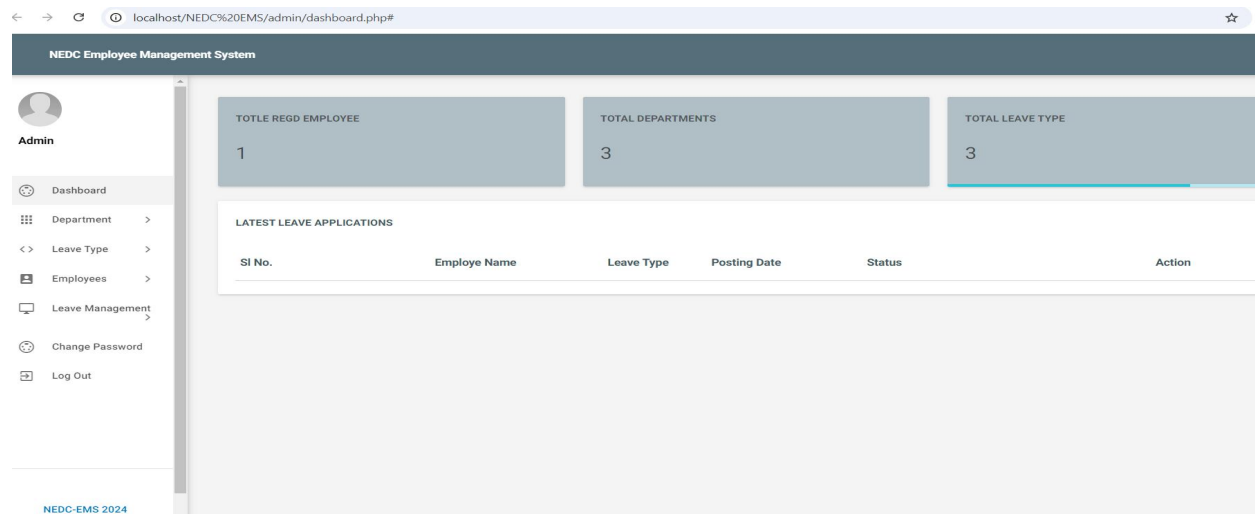 localhost/NEDC%20EMS/admin/dashboard.php#
NEDC Employee Management System
Admin
Dashboard
Department
Leave Type
Employees
Leave Management
Change Password
Log Out
NEDC-EMS 2024
TOTLE REGD EMPLOYEE
1
TOTAL DEPARTMENTS
3
TOTAL LEAVE TYPE
3
LATEST LEAVE APPLICATIONS
Sl No. Employe Name Leave Type Posting Date Status Action